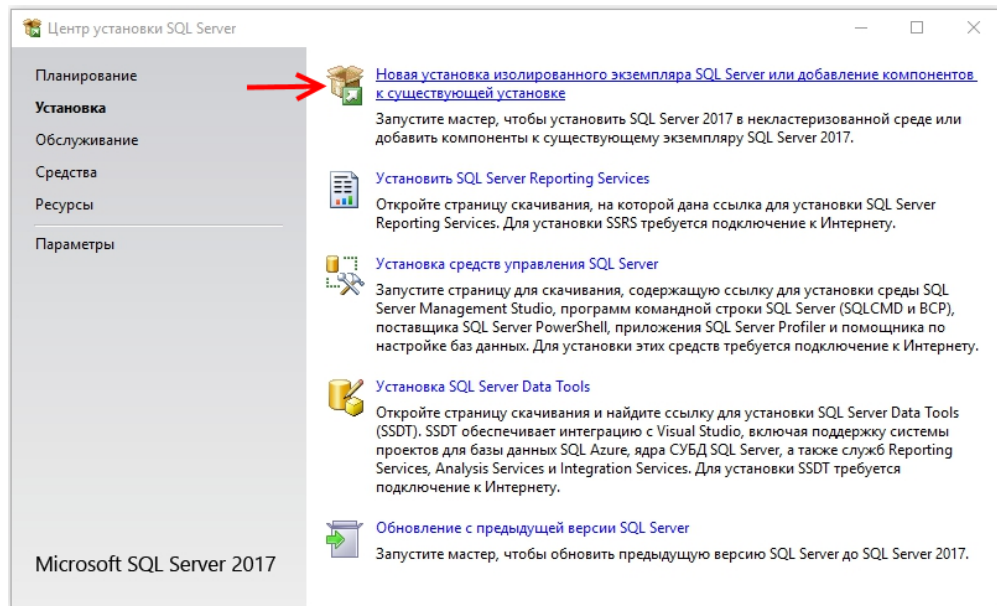 Центр установки SQL Server
Планирование
Установка
Обслуживание
Средства
Ресурсы
Параметры
Microsoft SQL Server 2017
Новая установка изолированного экземпляра SQL Server или добавление компонентов
к существующей установке
Запустите мастер, чтобы установить SQL Server 2017 в некластеризованной среде или
добавить компоненты к существующему экземпляру SQL Server 2017.
Установить SQL Server Reporting Services
Откройте страницу скачивания, на которой дана ссылка для установки SQL Server
Reporting Services. Для установки SSRS требуется подключение к Интернету.
Установка средств управления SQL Server
Запустите страницу для скачивания, содержащую ссылку для установки среды SQL
Server Management Studio, программ командной строки SQL Server (SQLCMD и BCP),
поставщика SQL Server PowerShell, приложения SQL Server Profiler и помощника по
настройке баз данных. Для установки этих средств требуется подключение к Интернету.
Установка SQL Server Data Tools
Откройте страницу скачивания и найдите ссылку для установки SQL Server Data Tools
(SSDT). SSDT обеспечивает интеграцию с Visual Studio, включая поддержку системы
проектов для базы данных SQL Azure, ядра СУБД SQL Server, а также служб Reporting
Services, Analysis Services и Integration Services. Для установки SSDT требуется
подключение к Интернету.
Обновление с предыдущей версии SQL Server
Запустите мастер, чтобы обновить предыдущую версию SQL Server до SQL Server 2017.